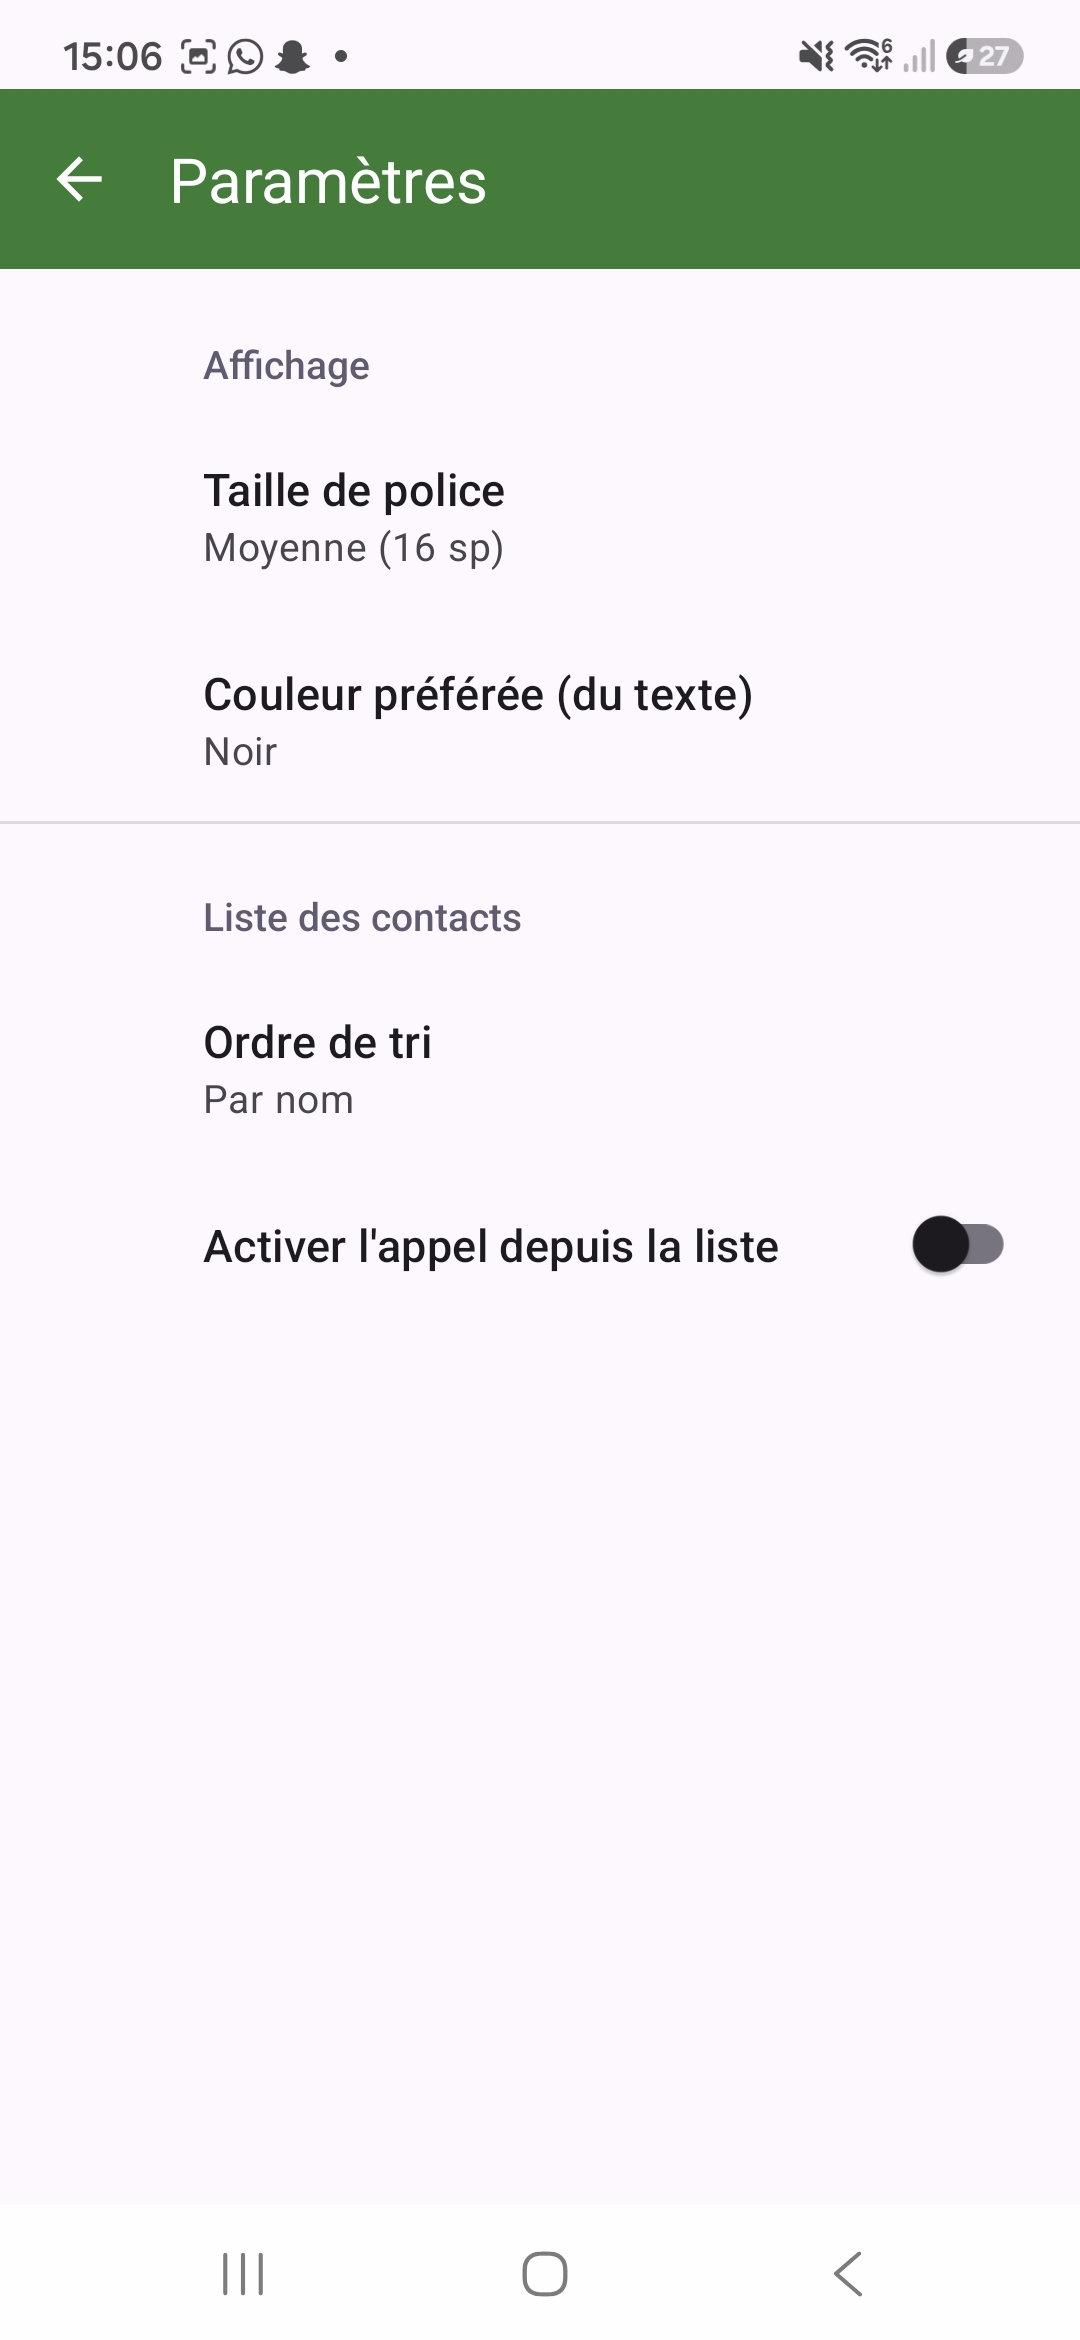 15:06
6
27
Paramètres
Affichage
Taille de police
Moyenne (16 sp)
Couleur préférée (du texte)
Noir
Liste des contacts
Ordre de tri
Par nom
Activer l'appel depuis la liste